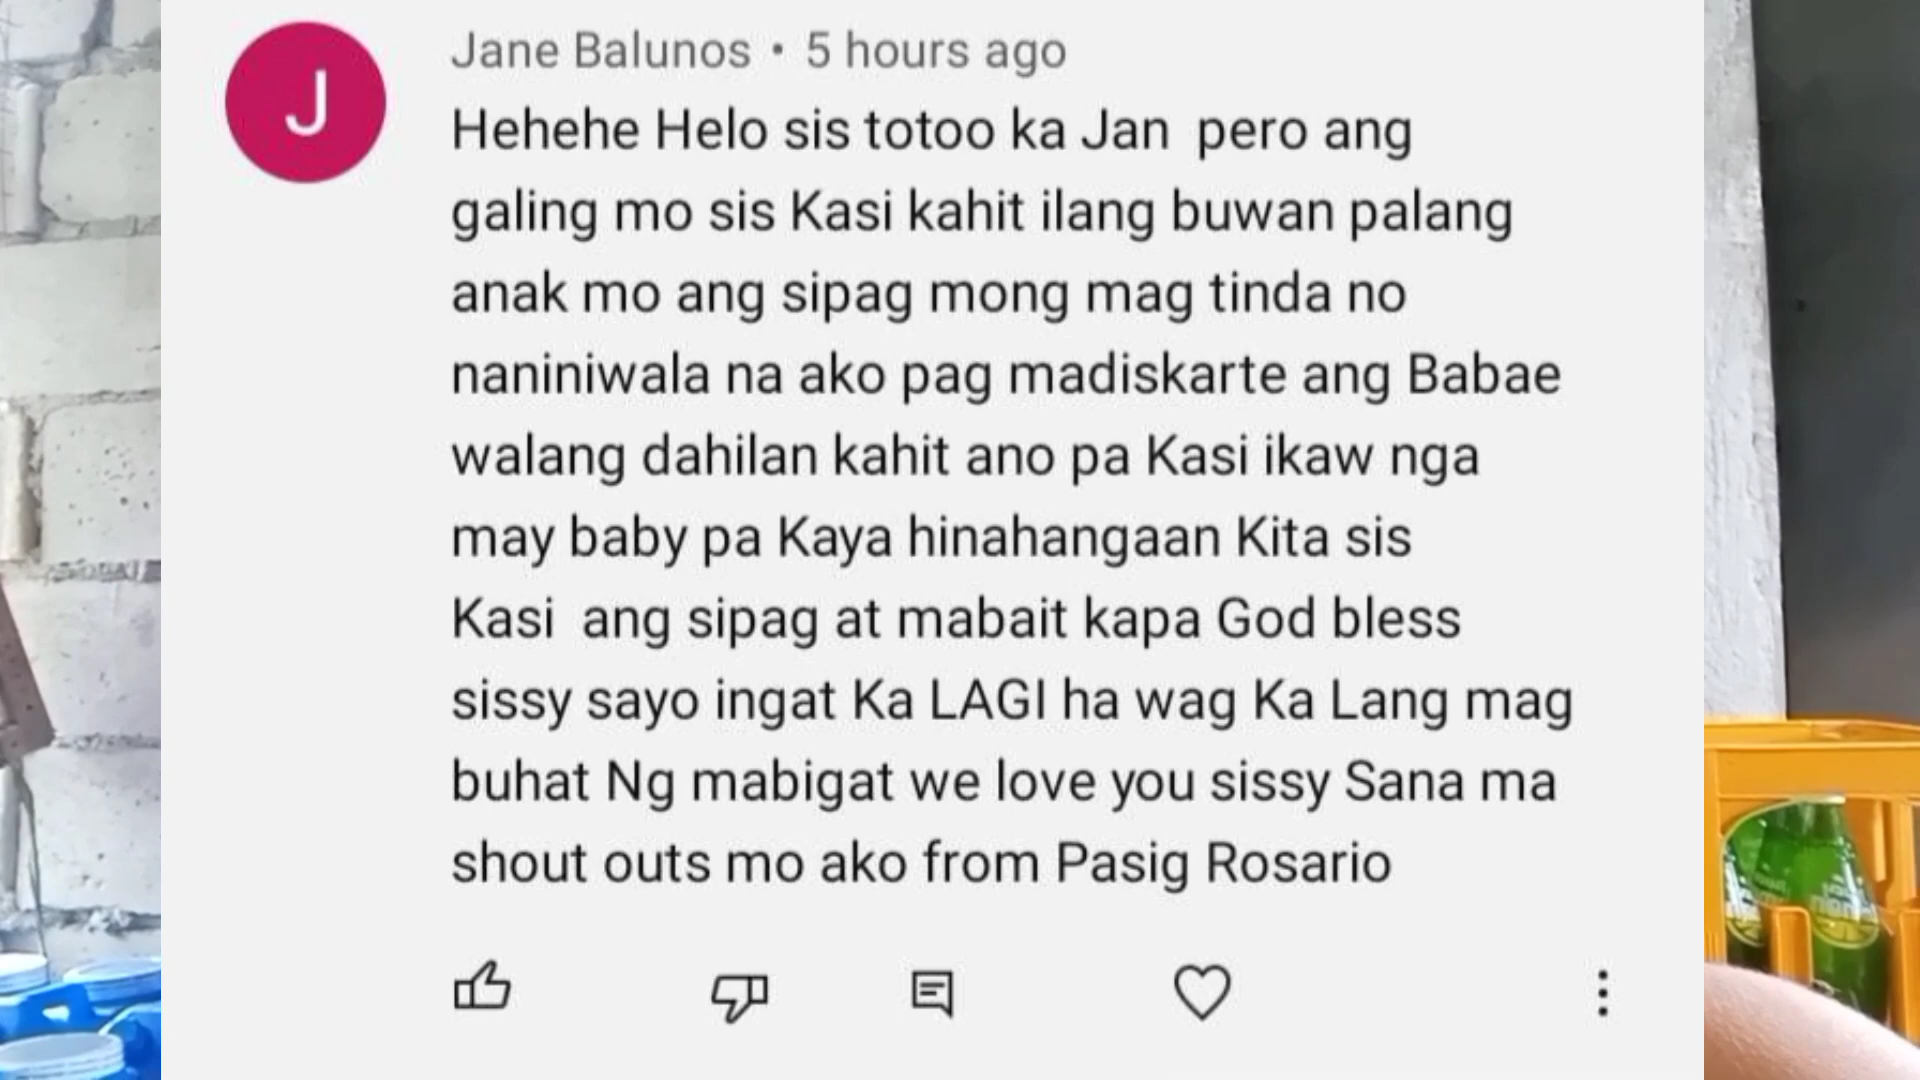 J
Jane Balunos • 5 hours ago
Hehehe Helo sis totoo ka Jan  pero ang
galing mo sis Kasi kahit ilang buwan palang
anak mo ang sipag mong mag tinda no
naniniwala na ako pag madiskarte ang Babae
walang dahilan kahit ano pa Kasi ikaw nga
may baby pa Kaya hinahangaan Kita sis
Kasi  ang sipag at mabait kapa God bless
sissy sayo ingat Ka LAGI ha wag Ka Lang mag
buhat Ng mabigat we love you sissy Sana ma
shout outs mo ako from Pasig Rosario